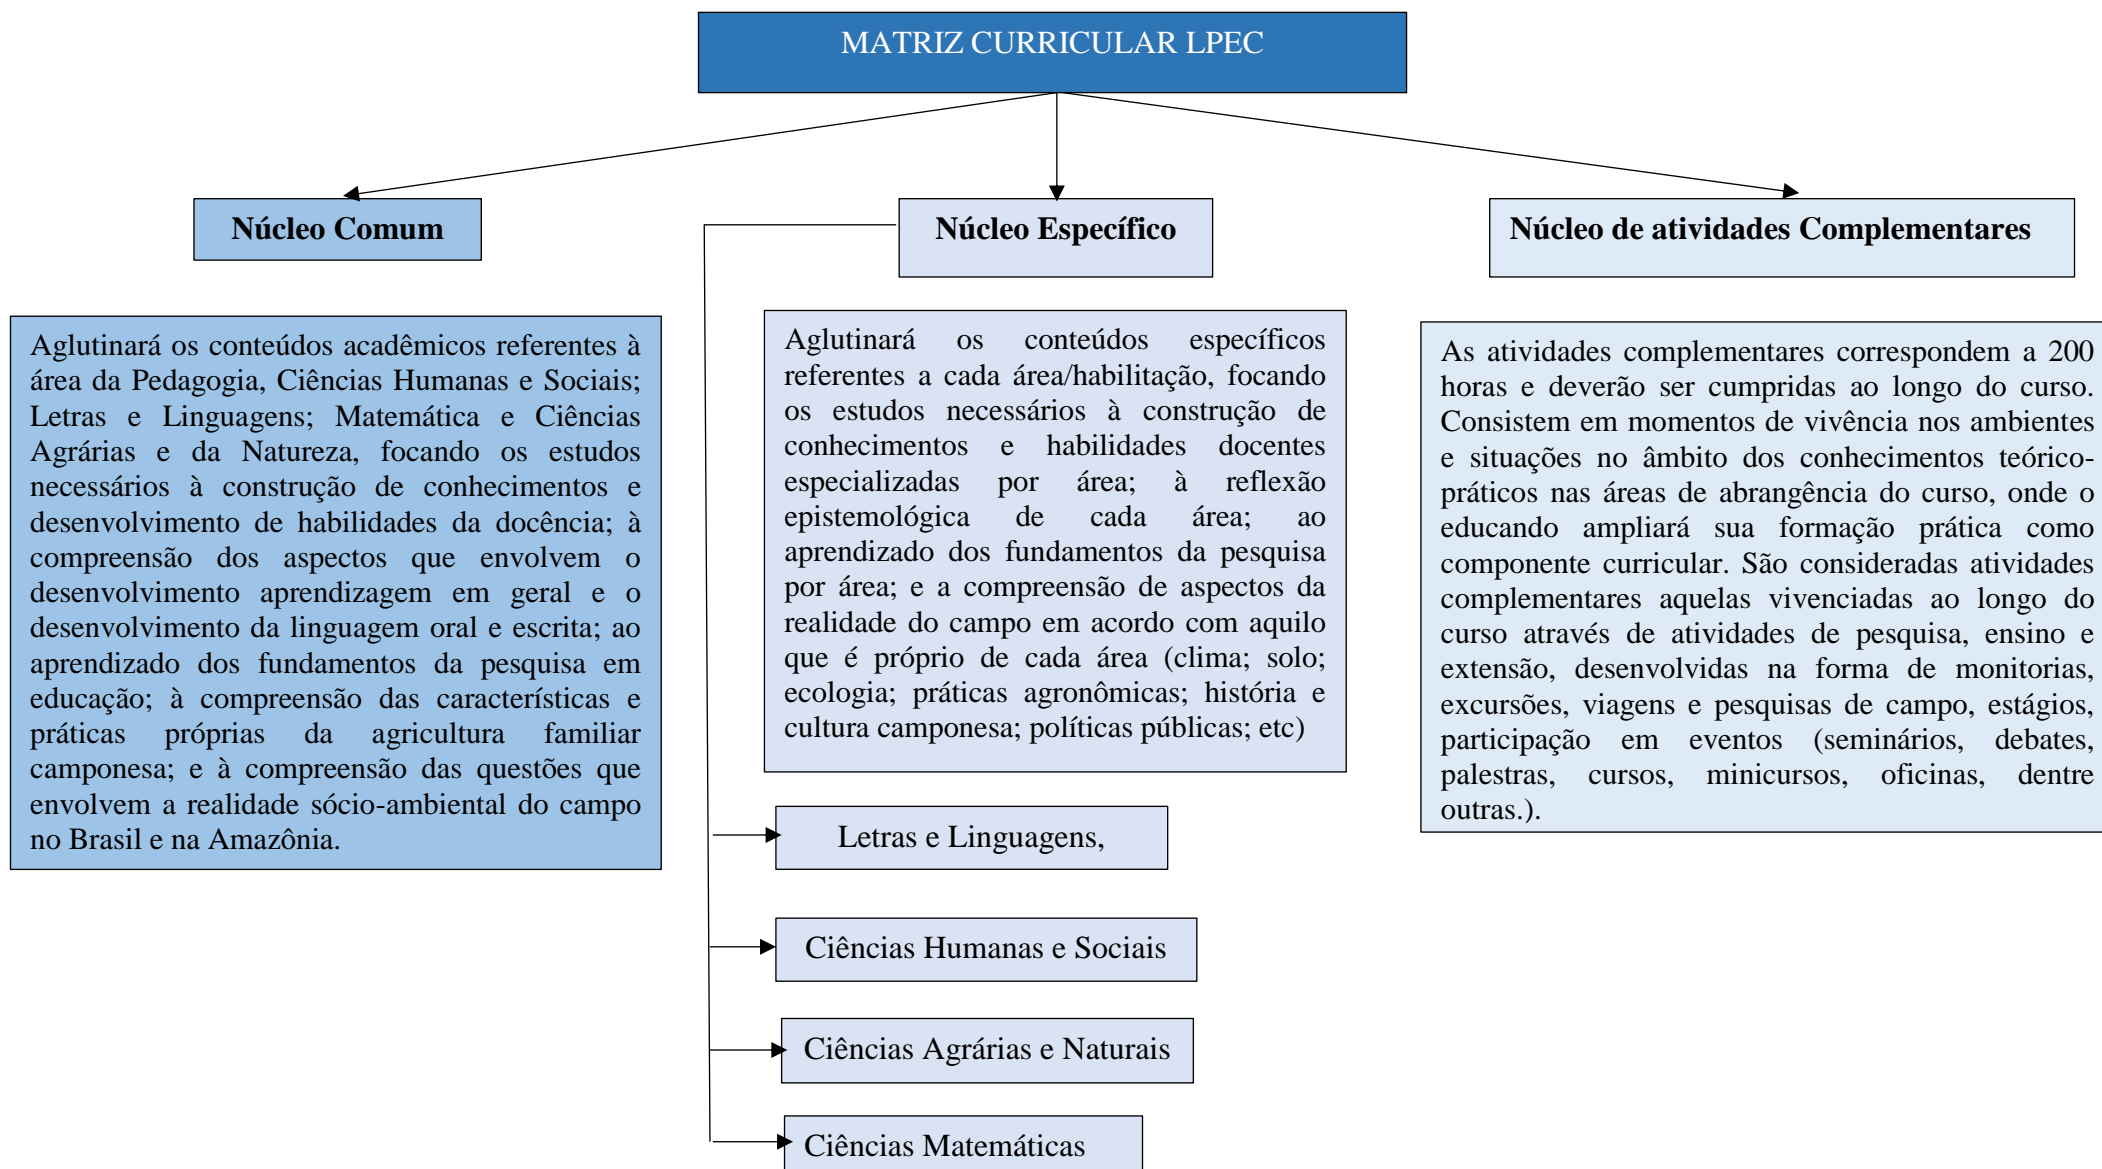 MATRIZ CURRICULAR LPEC
Núcleo Comum
Aglutinará os conteúdos acadêmicos referentes à
área da Pedagogia, Ciências Humanas e Sociais;
Letras e Linguagens; Matemática e Ciências
Agrárias e da Natureza, focando os estudos
necessários à construção de conhecimentos e
desenvolvimento de habilidades da docência; à
compreensão dos aspectos que envolvem o
desenvolvimento aprendizagem em geral e o
desenvolvimento da linguagem oral e escrita; ao
aprendizado dos fundamentos da pesquisa em
educação; à compreensão das características e
práticas próprias da agricultura familiar
camponesa; e à compreensão das questões que
envolvem a realidade sócio-ambiental do campo
no Brasil e na Amazônia.
Núcleo Específico
Aglutinará os conteúdos específicos
referentes a cada área/habilitação, focando
os estudos necessários à construção de
conhecimentos e habilidades docentes
especializadas por área; à reflexão
epistemológica de cada área; ao
aprendizado dos fundamentos da pesquisa
por área; e a compreensão de aspectos da
realidade do campo em acordo com aquilo
que é próprio de cada área (clima; solo;
ecologia; práticas agronômicas; história e
cultura camponesa; políticas públicas; etc)
Letras e Linguagens,
Ciências Humanas e Sociais
Ciências Agrárias e Naturais
Ciências Matemáticas
Núcleo de atividades Complementares
As atividades complementares correspondem a 200
horas e deverão ser cumpridas ao longo do curso.
Consistem em momentos de vivência nos ambientes
e situações no âmbito dos conhecimentos teórico-
práticos nas áreas de abrangência do curso, onde o
educando ampliará sua formação prática como
componente curricular. São consideradas atividades
complementares aquelas vivenciadas ao longo do
curso através de atividades de pesquisa, ensino e
extensão, desenvolvidas na forma de monitorias,
excursões, viagens e pesquisas de campo, estágios,
participação em eventos (seminários, debates,
palestras, cursos, minicursos, oficinas, dentre
outras.).